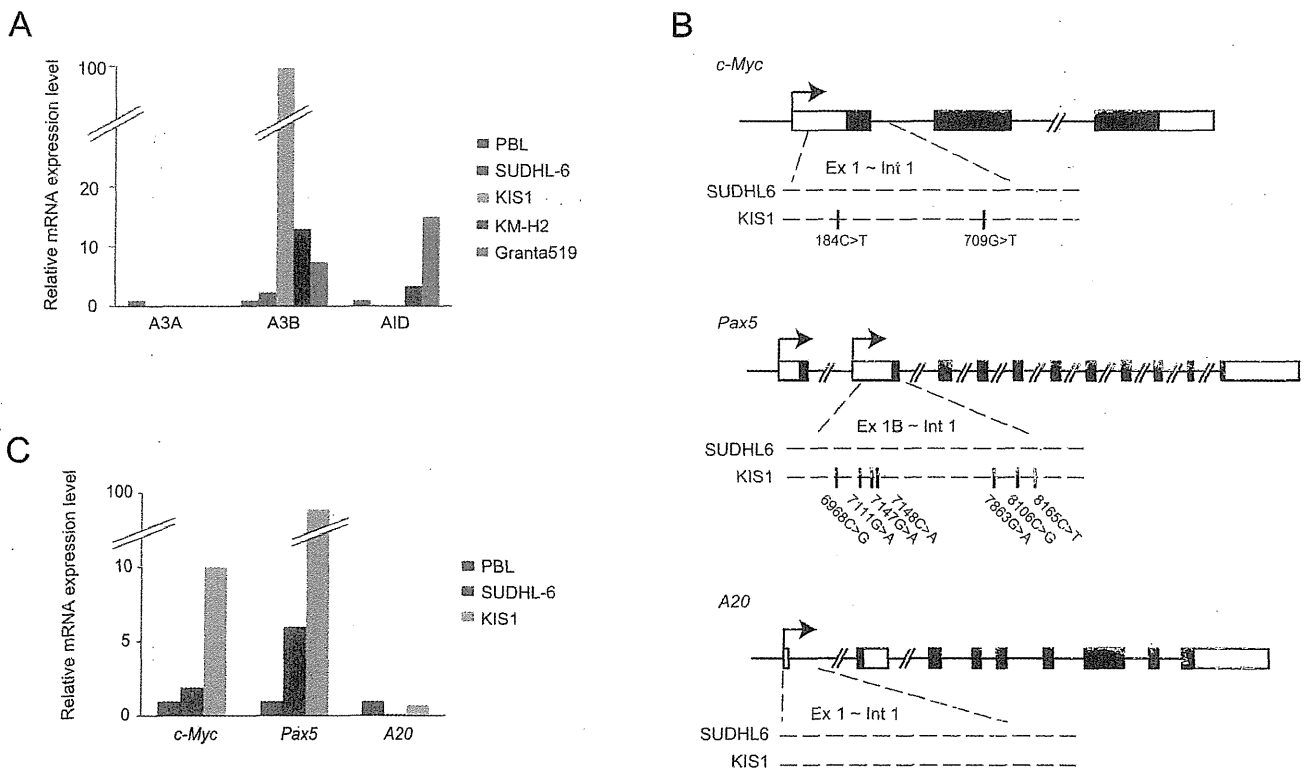 A
Relative mRNA expression level
100
20
10
0
A3A
A3B
AID
PBL
SUDHL-6
KIS1
KM-H2
Granta519
B
c-Myc
Ex 1 ~ Int 1
SUDHL6
KIS1
184C>T
709G>T
Pax5
Ex 1B ~ Int 1
SUDHL6
KIS1
6968C>G
7111G>A
7147G>A
7148C>A
7863G>A
8106C>G
8165C>T
A20
Ex 1 ~ Int 1
SUDHL6
KIS1
C
Relative mRNA expression level
100
10
5
0
c-Myc
Pax5
A20
PBL
SUDHL-6
KIS1